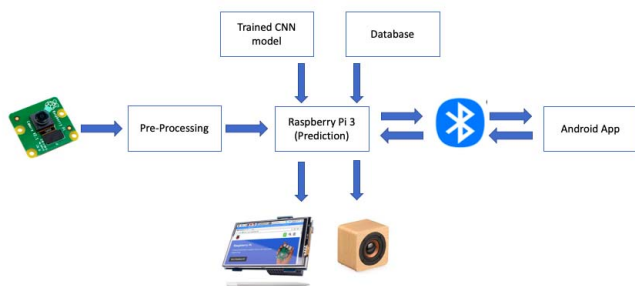 Trained CNN
model
Database
Pre-Processing
Raspberry Pi 3
(Prediction)
Android App